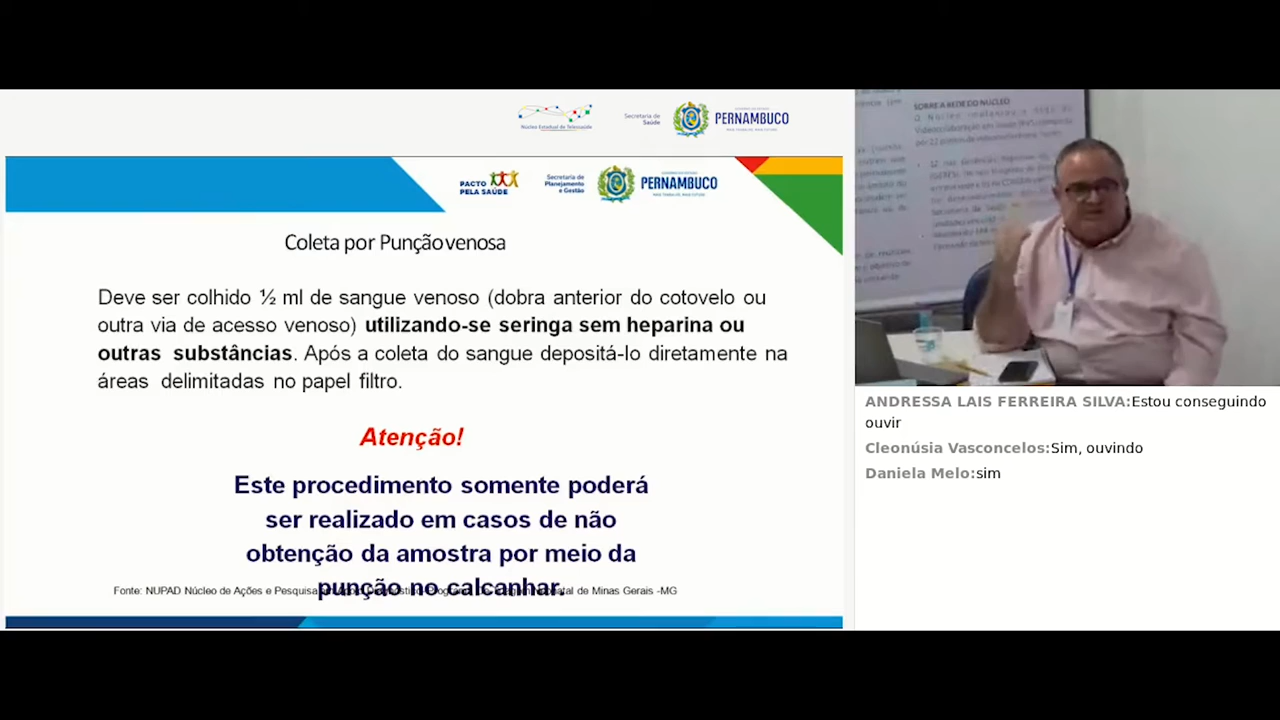 Núcleo Estadual de Telessaúde
Secretaria de
Saúde
PERNAMBUCO
PACTO
PELA SAÚDE
Secretaria de
Planejamento
e Gestão
PERNAMBUCO
Coleta por Punção venosa
Deve ser colhido ½ ml de sangue venoso (dobra anterior do cotovelo ou
outra via de acesso venoso) utilizando-se seringa sem heparina ou
outras substâncias. Após a coleta do sangue depositá-lo diretamente na
áreas delimitadas no papel filtro.
Atenção!
Este procedimento somente poderá
ser realizado em casos de não
obtenção da amostra por meio da
punção no calcanhar.
Fonte: NUPAD Núcleo de Ações e Pesquisa Neonatal de Minas Gerais -MG
SOBRE A REDE DO NÚCLEO
ANDRESSA LAIS FERREIRA SILVA:Estou conseguindo
ouvir
Cleonúsia Vasconcelos:Sim, ouvindo
Daniela Melo:sim